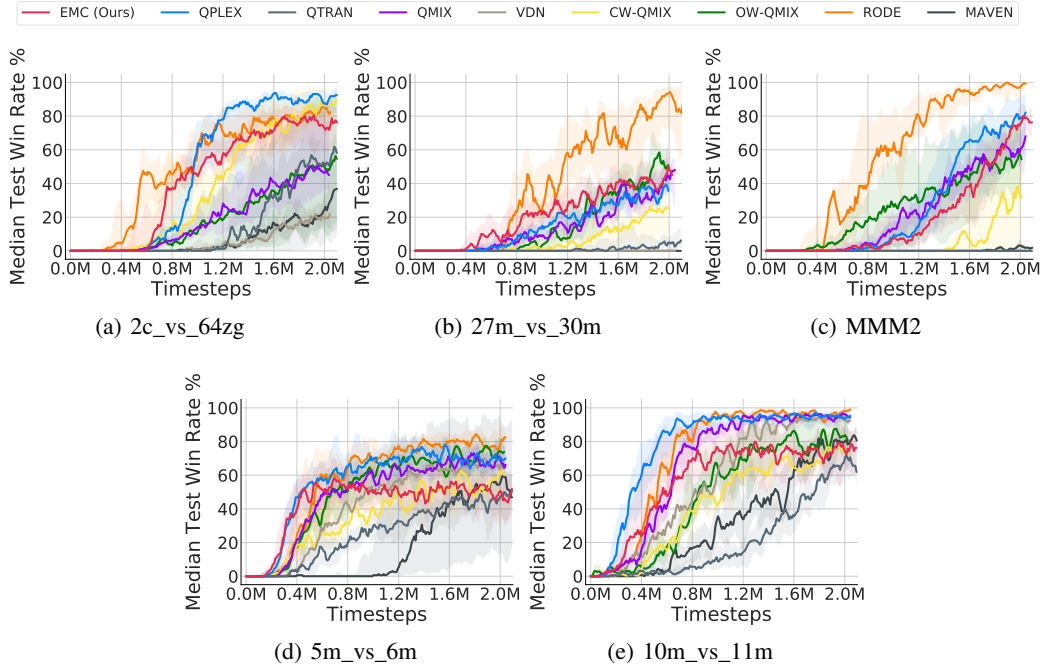 EMC (Ours) QPLEX QTRAN QMIX VDN CW-QMIX OW-QMIX RODE MAVEN
Median Test Win Rate %
100
80
60
40
20
0
0.0M 0.4M 0.8M 1.2M 1.6M 2.0M
Timesteps
(a) 2c_vs_64zg
Median Test Win Rate %
100
80
60
40
20
0
0.0M 0.4M 0.8M 1.2M 1.6M 2.0M
Timesteps
(b) 27m_vs_30m
Median Test Win Rate %
100
80
60
40
20
0
0.0M 0.4M 0.8M 1.2M 1.6M 2.0M
Timesteps
(c) MMM2
Median Test Win Rate %
100
80
60
40
20
0
0.0M 0.4M 0.8M 1.2M 1.6M 2.0M
Timesteps
(d) 5m_vs_6m
Median Test Win Rate %
100
80
60
40
20
0
0.0M 0.4M 0.8M 1.2M 1.6M 2.0M
Timesteps
(e) 10m_vs_11m